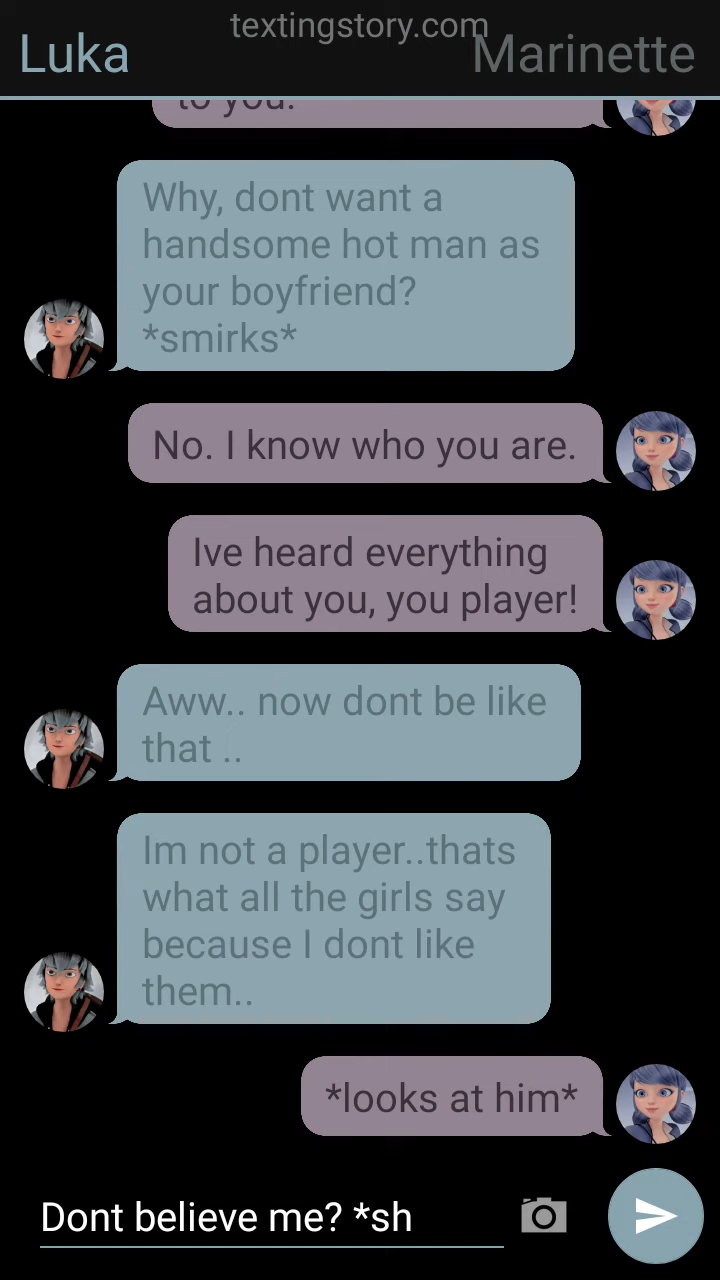 textingstory.com
Luka
Marinette
to you.
Why, dont want a
handsome hot man as
your boyfriend?
*smirks*
No. I know who you are.
Ive heard everything
about you, you player!
Aww.. now dont be like
that ..
Im not a player..thats
what all the girls say
because I dont like
them..
*looks at him*
Dont believe me? *sh